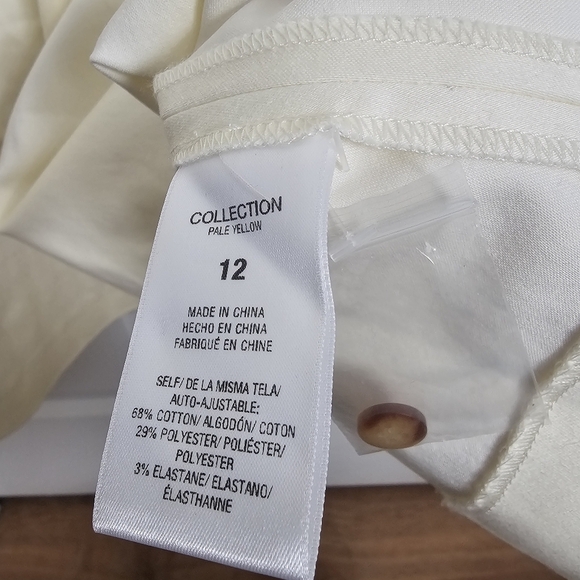 COLLECTION
PALE YELLOW
12
MADE IN CHINA
HECHO EN CHINA
FABRIQUÉ EN CHINE
SELF/ DE LA MISMA TELA/
AUTO-AJUSTABLE:
68% COTTON/ ALGODÓN/ COTON
29% POLYESTER/ POLIÉSTER/
POLYESTER
3% ELASTANE/ ELASTANO/
ÉLASTHANNE